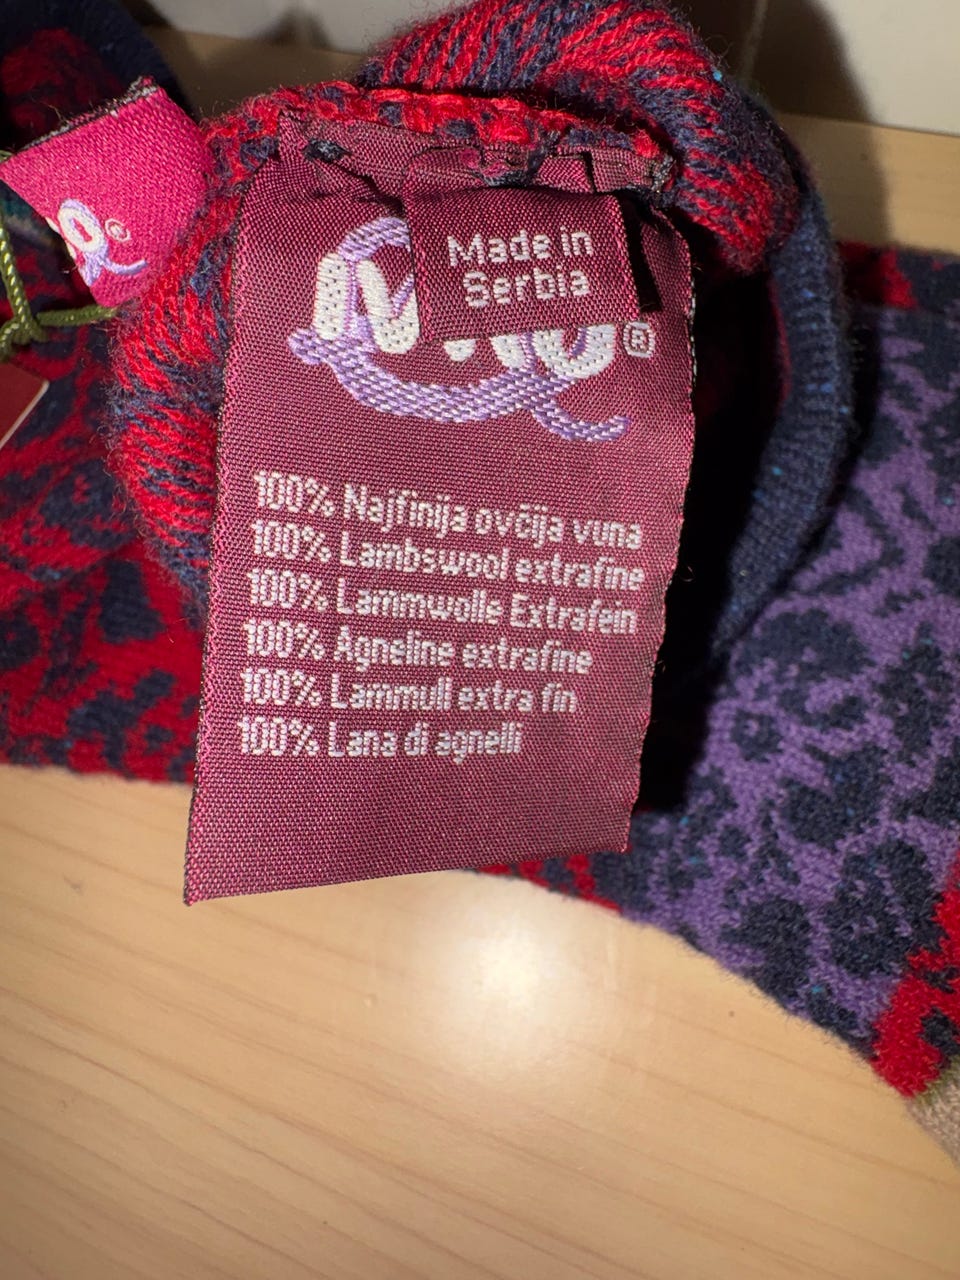 Made in
Serbia
®
100% Najfinija ovčija vuna
100% Lambswool extrafine
100% Lammwolle Extrafein
100% Agneline extrafine
100% Lammull extra fin
100% Lana di agnelli